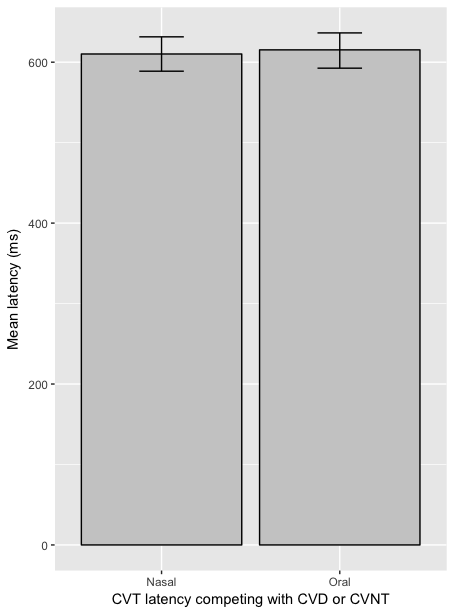 Mean latency (ms)
600
400
200
0
Nasal Oral
CVT latency competing with CVD or CVNT